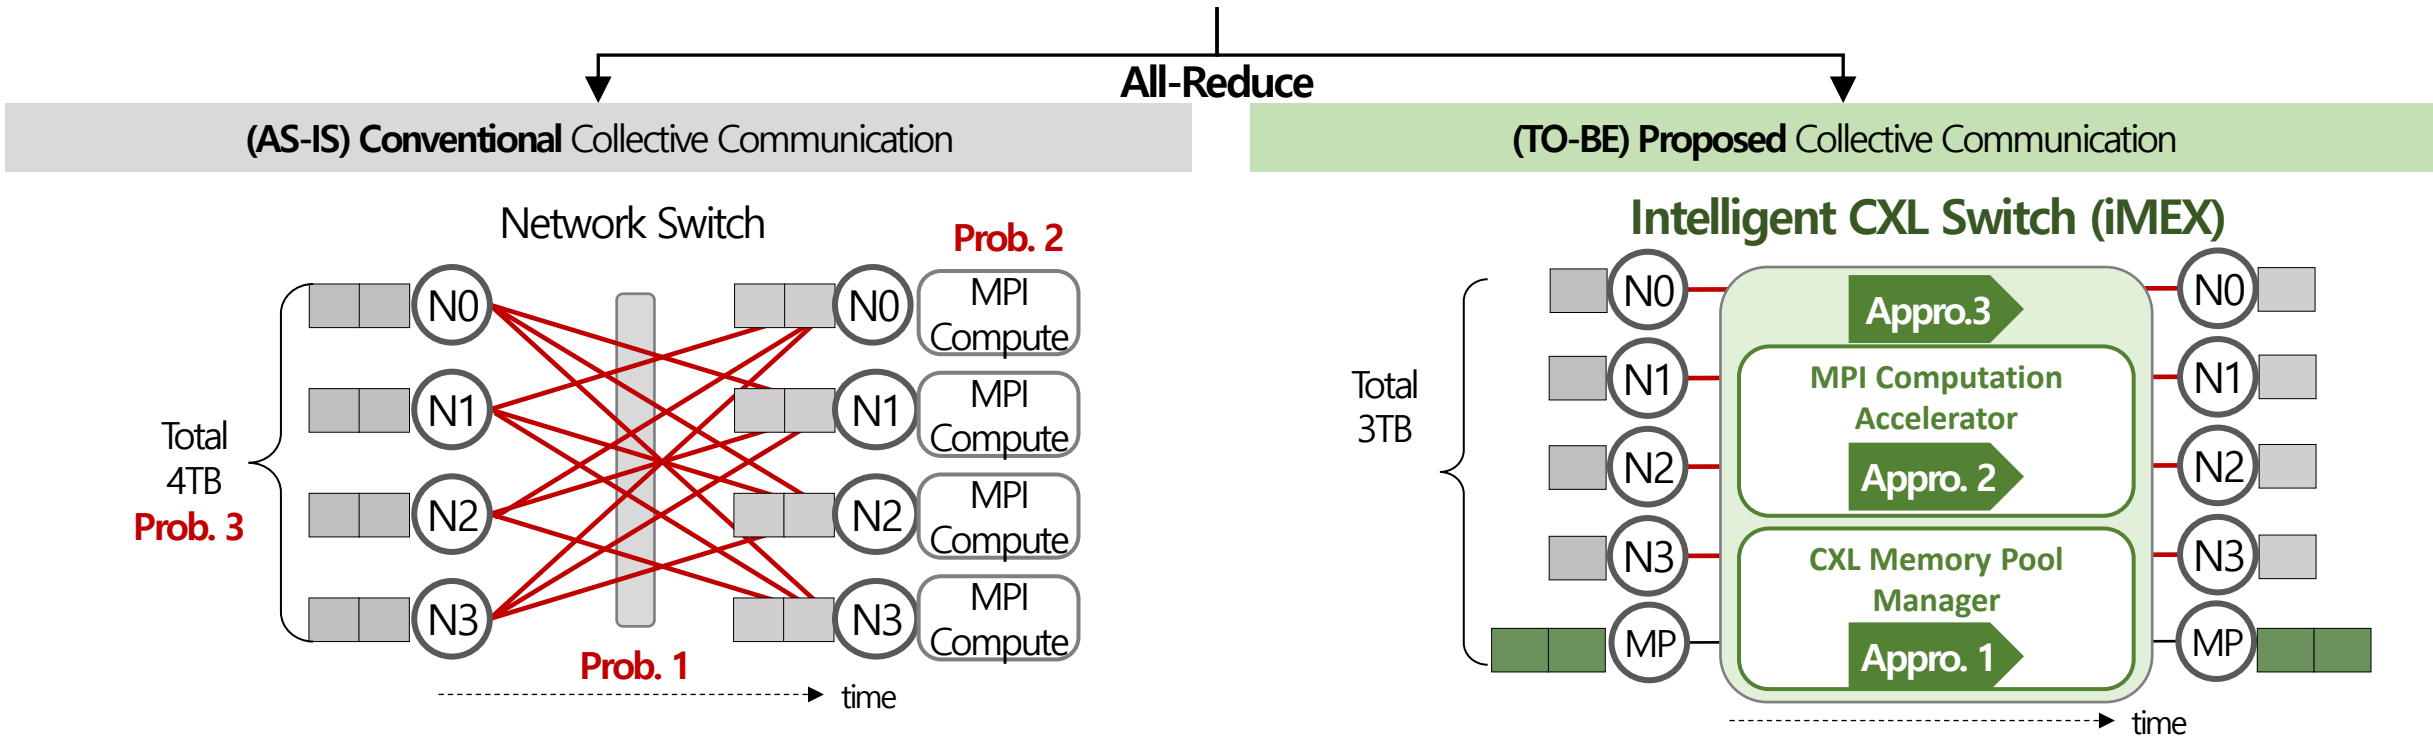 All-Reduce
(AS-IS) Conventional Collective Communication
Network Switch
Prob. 2
Total
4TB
Prob. 3
N0
N1
N2
N3
N0
MPI
Compute
N1
MPI
Compute
N2
MPI
Compute
N3
MPI
Compute
Prob. 1
time
(TO-BE) Proposed Collective Communication
Intelligent CXL Switch (iMEX)
Total
3TB
N0
N1
N2
N3
MP
Appro.3
MPI Computation
Accelerator
Appro. 2
CXL Memory Pool
Manager
Appro. 1
N0
N1
N2
N3
MP
time